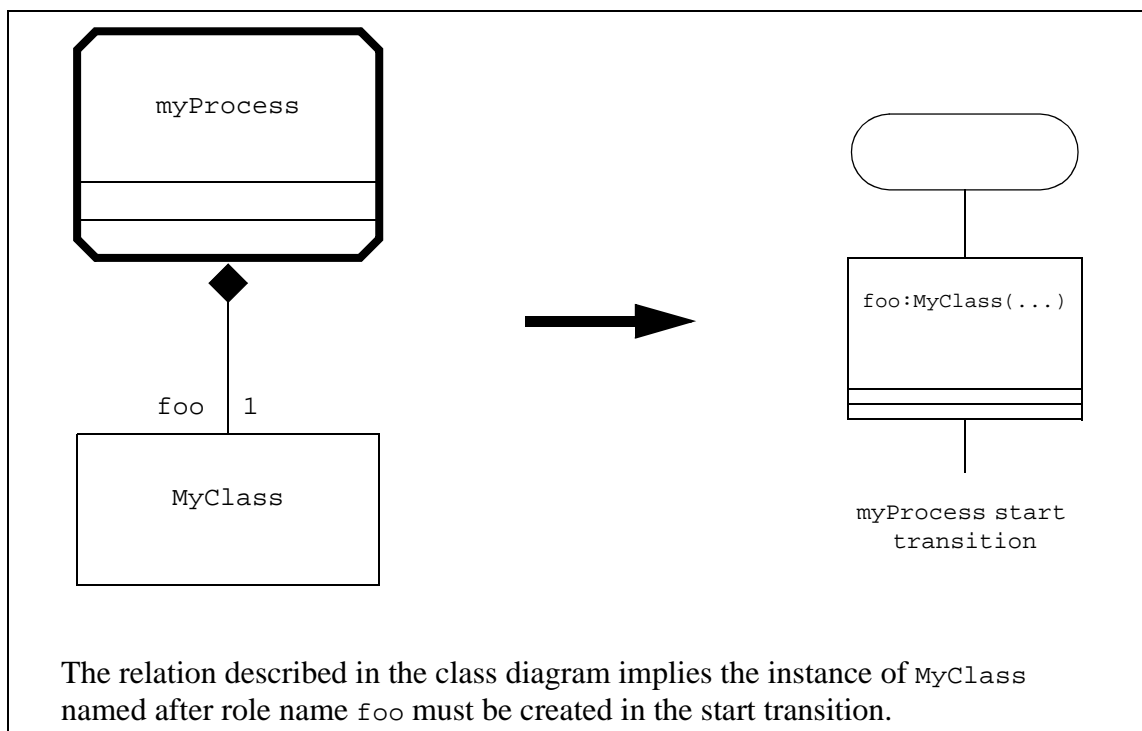 myProcess
foo:MyClass(...)
foo 1
MyClass
myProcess start
transition
The relation described in the class diagram implies the instance of MyClass
named after role name foo must be created in the start transition.